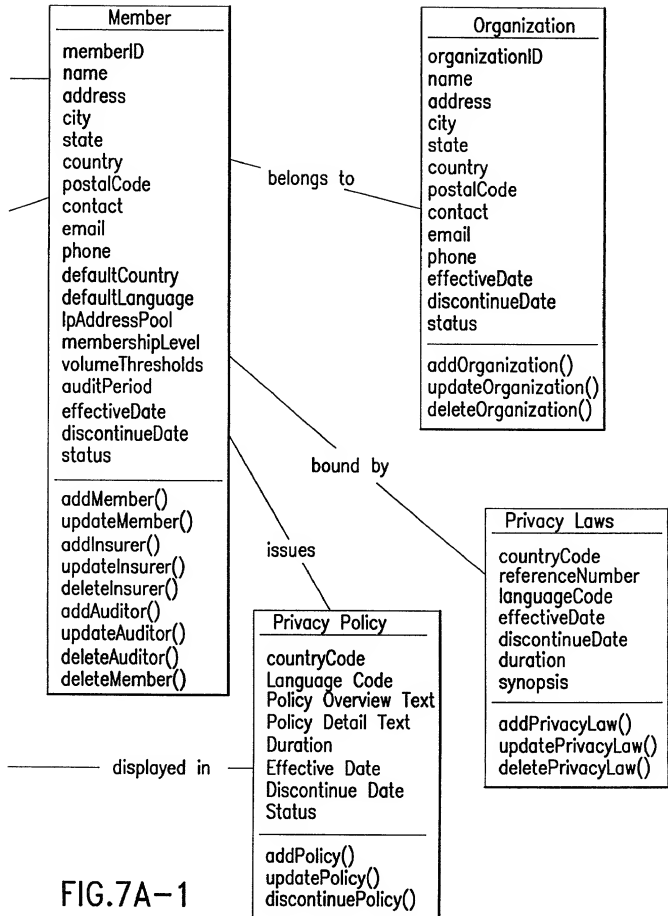 Member
memberID
name
address
city
state
country
postalCode
contact
email
phone
defaultCountry
defaultLanguage
IpAddressPool
membershipLevel
volumeThresholds
auditPeriod
effectiveDate
discontinueDate
status
addMember()
updateMember()
addInsurer()
updateInsurer()
deleteInsurer()
addAuditor()
updateAuditor()
deleteAuditor()
deleteMember()
belongs to
Organization
organizationID
name
address
city
state
country
postalCode
contact
email
phone
effectiveDate
discontinueDate
status
addOrganization()
updateOrganization()
deleteOrganization()
bound by
Privacy Laws
countryCode
referenceNumber
languageCode
effectiveDate
discontinueDate
duration
synopsis
addPrivacyLaw()
updatePrivacyLaw()
deletePrivacyLaw()
issues
Privacy Policy
countryCode
Language Code
Policy Overview Text
Policy Detail Text
Duration
Effective Date
Discontinue Date
Status
addPolicy()
updatePolicy()
discontinuePolicy()
displayed in
FIG.7A-1